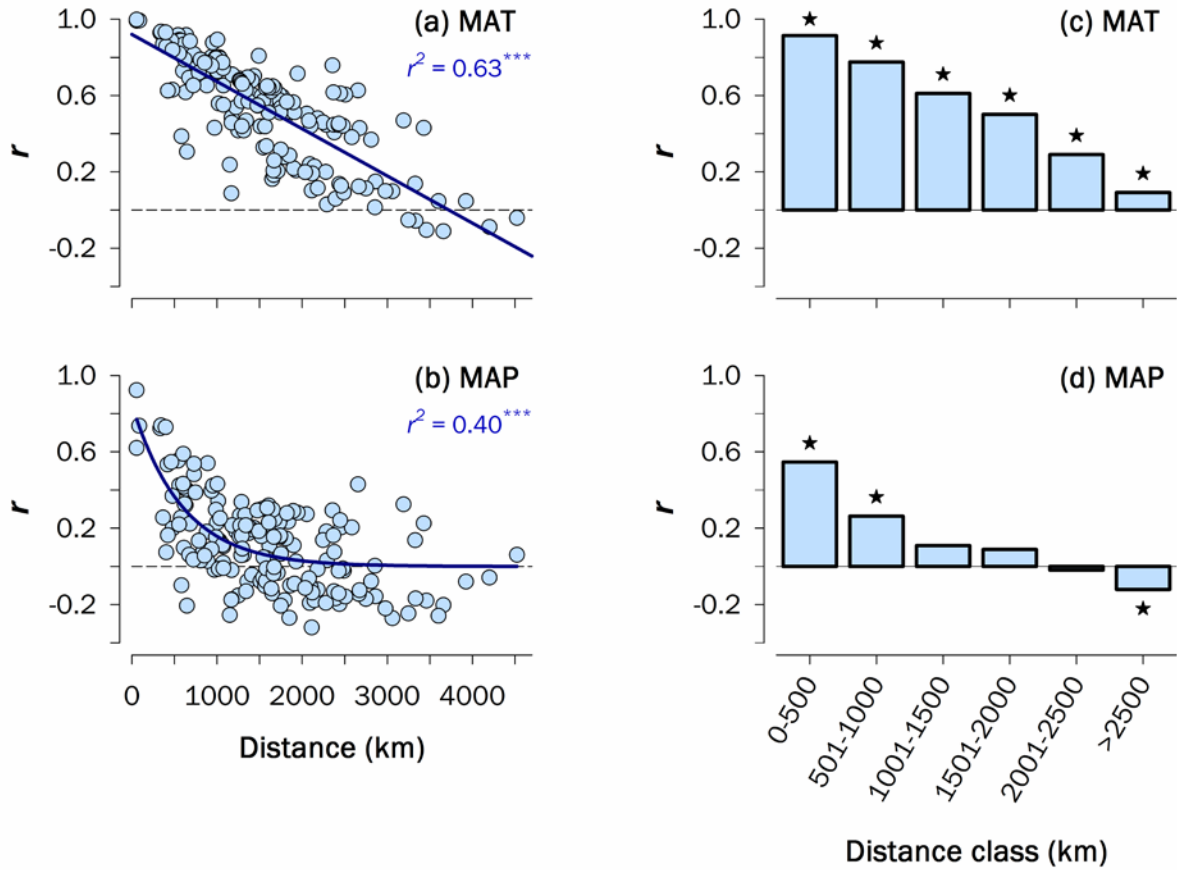 (a) MAT
r² = 0.63***
r
1.0
0.6
0.2
-0.2
(c) MAT
r
1.0
0.6
0.2
-0.2
(b) MAP
r² = 0.40***
r
1.0
0.6
0.2
-0.2
0 1000 2000 3000 4000
Distance (km)
(d) MAP
r
1.0
0.6
0.2
-0.2
0-500
501-1000
1001-1500
1501-2000
2001-2500
>2500
Distance class (km)